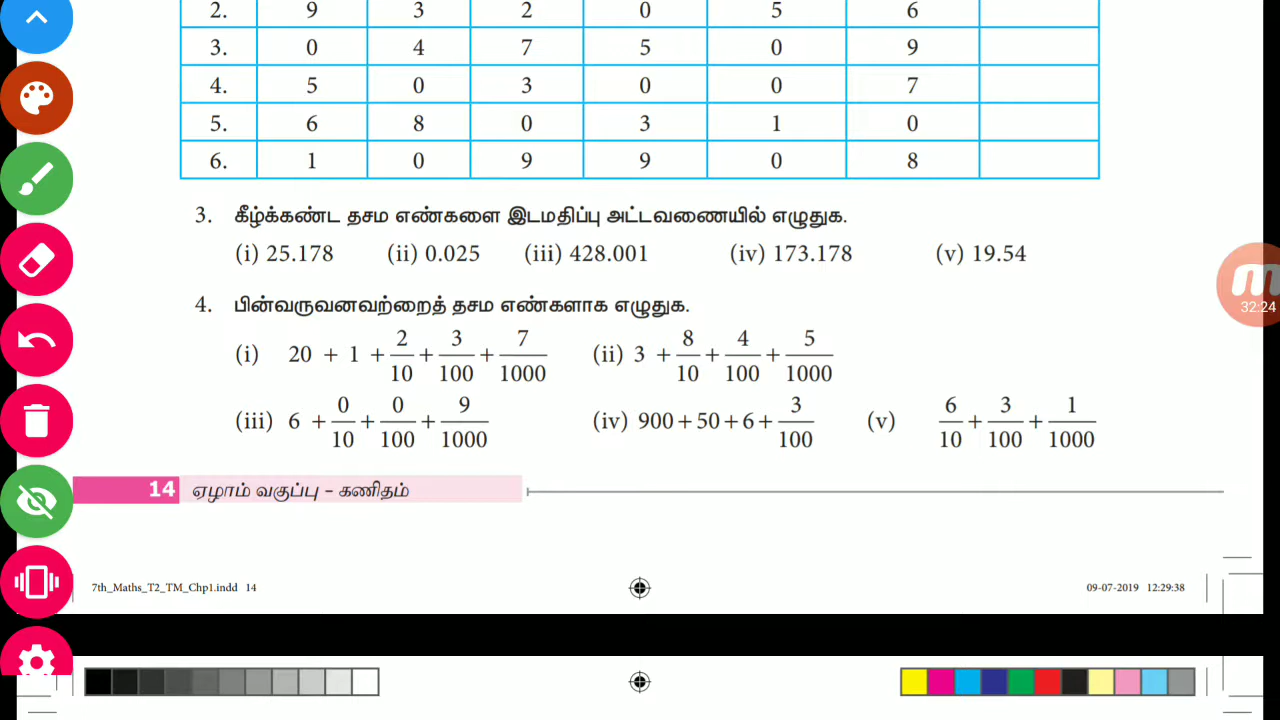 2. 9 3 2 0 5 6
3. 0 4 7 5 0 9
4. 5 0 3 0 0 7
5. 6 8 0 3 1 0
6. 1 0 9 9 0 8
3. கீழ்க்கண்ட தசம எண்களை இடமதிப்பு அட்டவணையில் எழுதுக.
(i) 25.178 (ii) 0.025 (iii) 428.001 (iv) 173.178 (v) 19.54
4. பின்வருவனவற்றைத் தசம எண்களாக எழுதுக.
(i) 20 + 1 + 2/10 + 3/100 + 7/1000 (ii) 3 + 8/10 + 4/100 + 5/1000
(iii) 6 + 0/10 + 0/100 + 9/1000 (iv) 900 + 50 + 6 + 3/100 (v) 6/10 + 3/100 + 1/1000
14 ஏழாம் வகுப்பு – கணிதம்
7th_Maths_T2_TM_Chp1.indd 14 09-07-2019 12:29:38
32:24